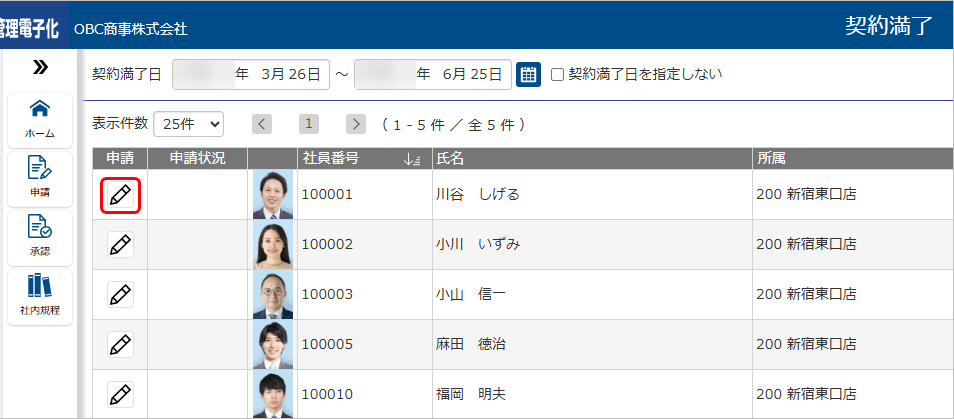 管理電子化 OBC商事株式会社 契約満了
契約満了日 年 3月 26日 ～ 年 6月 25日 契約満了日を指定しない
表示件数 25件 1 （ 1 - 5 件 ／ 全 5 件 ）
ホーム
申請
承認
社内規程
申請 申請状況 社員番号 氏名 所属
100001 川谷　しげる 200 新宿東口店
100002 小川　いずみ 200 新宿東口店
100003 小山　信一 200 新宿東口店
100005 麻田　徳治 200 新宿東口店
100010 福岡　明夫 200 新宿東口店